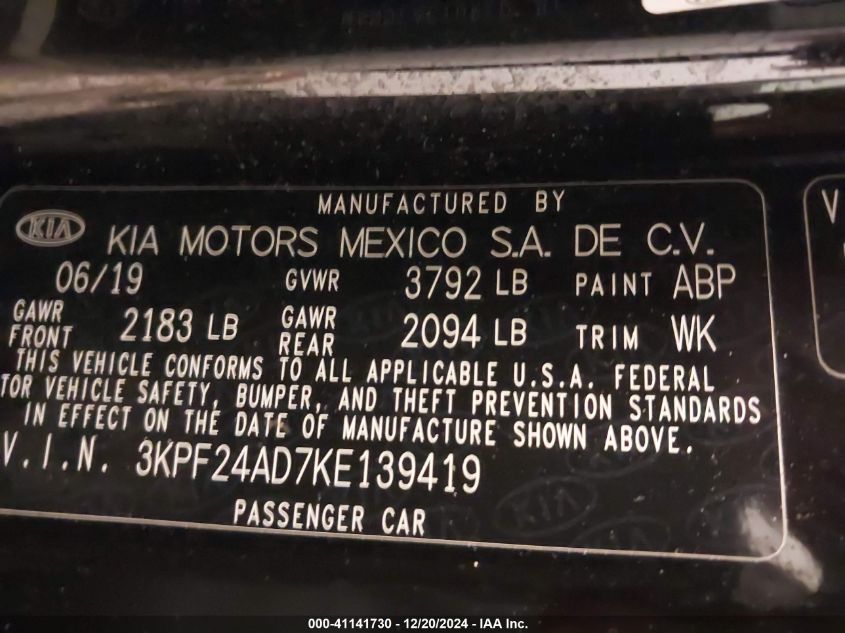 MANUFACTURED BY
KIA KIA MOTORS MEXICO S.A. DE C.V.
06/19 GVWR 3792 LB PAINT ABP
GAWR FRONT 2183 LB GAWR REAR 2094 LB TRIM WK
THIS VEHICLE CONFORMS TO ALL APPLICABLE U.S.A. FEDERAL
TOR VEHICLE SAFETY, BUMPER, AND THEFT PREVENTION STANDARDS
IN EFFECT ON THE DATE OF MANUFACTURE SHOWN ABOVE.
V.I.N. 3KPF24AD7KE139419
KIA
PASSENGER CAR
V
000-41141730 - 12/20/2024 - IAA Inc.